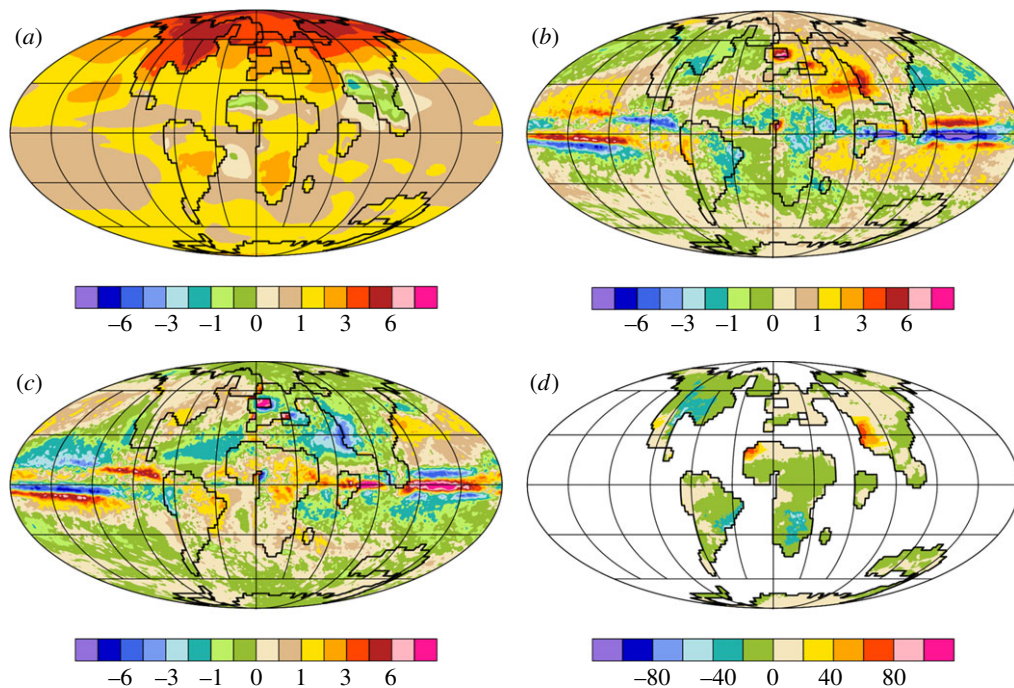 (a)
(b)
–6 –3 –1 0 1 3 6
–6 –3 –1 0 1 3 6
(c)
(d)
–6 –3 –1 0 1 3 6
–80 –40 0 40 80